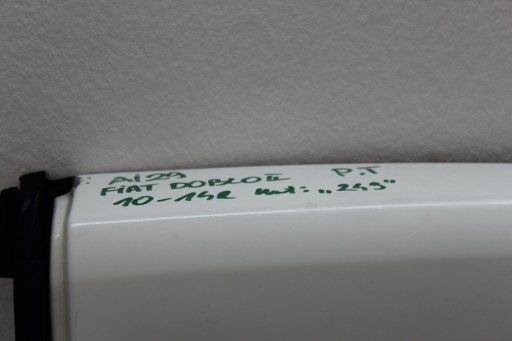 A129 P.T
FIAT DOBLO II
10-14R kod: „249"